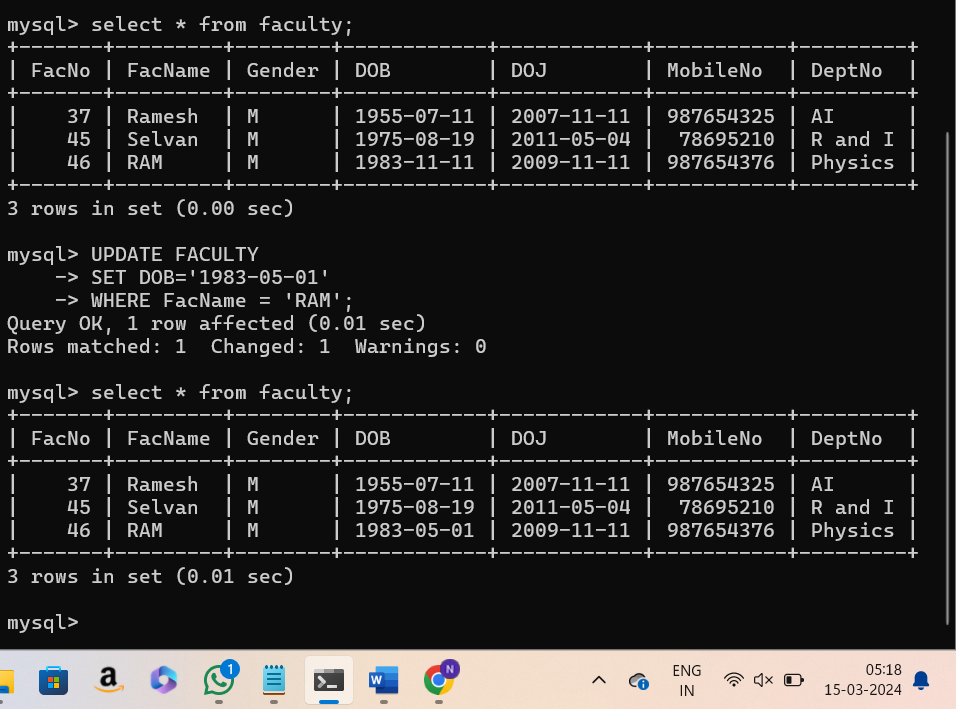 mysql> select * from faculty;
+-------+---------+--------+------------+------------+-----------+---------+
| FacNo | FacName | Gender | DOB        | DOJ        | MobileNo  | DeptNo  |
+-------+---------+--------+------------+------------+-----------+---------+
|    37 | Ramesh  | M      | 1955-07-11 | 2007-11-11 | 987654325 | AI      |
|    45 | Selvan  | M      | 1975-08-19 | 2011-05-04 |  78695210 | R and I |
|    46 | RAM     | M      | 1983-11-11 | 2009-11-11 | 987654376 | Physics |
+-------+---------+--------+------------+------------+-----------+---------+
3 rows in set (0.00 sec)
mysql> UPDATE FACULTY
    -> SET DOB='1983-05-01'
    -> WHERE FacName = 'RAM';
Query OK, 1 row affected (0.01 sec)
Rows matched: 1  Changed: 1  Warnings: 0
mysql> select * from faculty;
+-------+---------+--------+------------+------------+-----------+---------+
| FacNo | FacName | Gender | DOB        | DOJ        | MobileNo  | DeptNo  |
+-------+---------+--------+------------+------------+-----------+---------+
|    37 | Ramesh  | M      | 1955-07-11 | 2007-11-11 | 987654325 | AI      |
|    45 | Selvan  | M      | 1975-08-19 | 2011-05-04 |  78695210 | R and I |
|    46 | RAM     | M      | 1983-05-01 | 2009-11-11 | 987654376 | Physics |
+-------+---------+--------+------------+------------+-----------+---------+
3 rows in set (0.01 sec)
mysql>
a
1
W
N
ENG
IN
05:18
15-03-2024